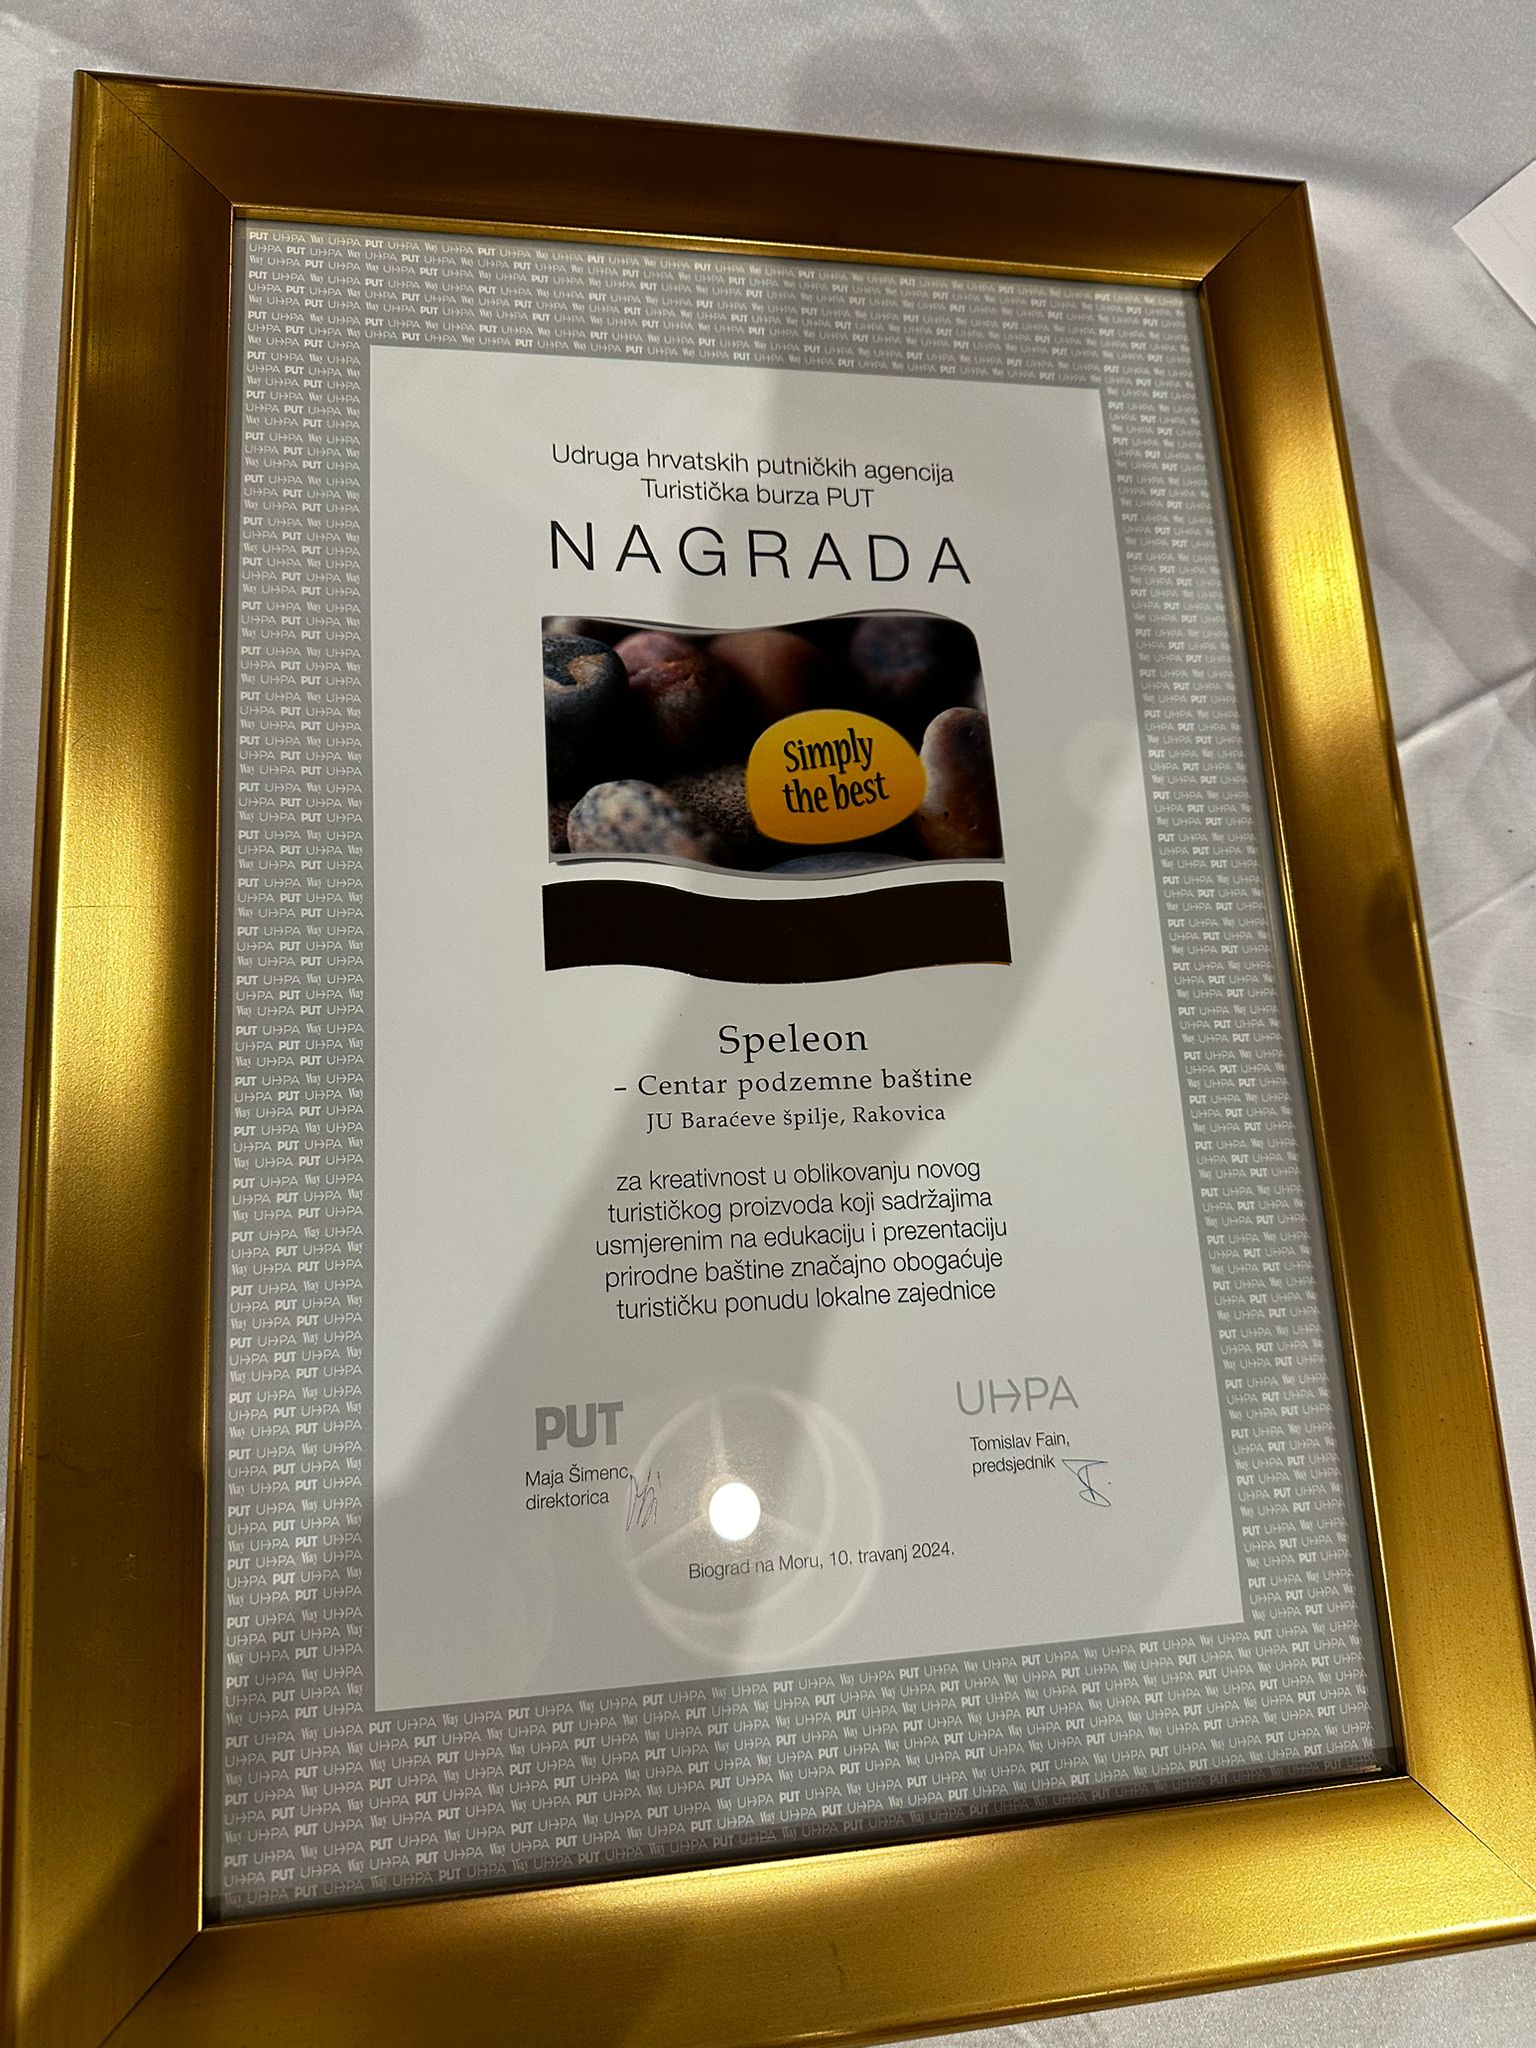 Udruga hrvatskih putničkih agencija
Turistička burza PUT
NAGRADA
Simply
the best
Speleon
– Centar podzemne baštine
JU Baraćeve špilje, Rakovica
za kreativnost u oblikovanju novog
turističkog proizvoda koji sadržajima
usmjerenim na edukaciju i prezentaciju
prirodne baštine značajno obogaćuje
turističku ponudu lokalne zajednice
PUT
Maja Šimenc,
direktorica
UHPA
Tomislav Fain,
predsjednik
Biograd na Moru, 10. travanj 2024.